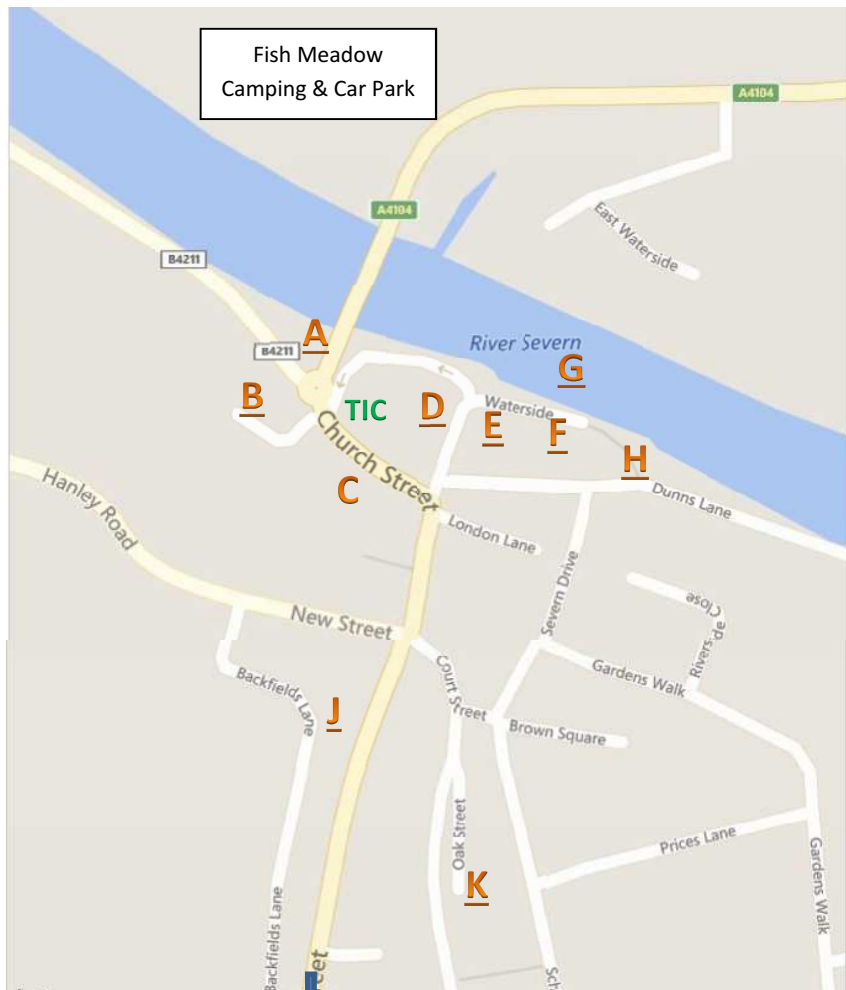 Fish Meadow
Camping & Car Park
A4104
A4104
East Waterside
B4211
A
B4211
River Severn
G
B
TIC
D
Waterside
E
F
Church Street
H
C
Dunns Lane
Hanley Road
London Lane
Severn Drive
Close
Riverside
New Street
Court Street
Gardens Walk
Backfields Lane
J
Brown Square
Oak Street
Prices Lane
K
Gardens Walk
Backfields Lane